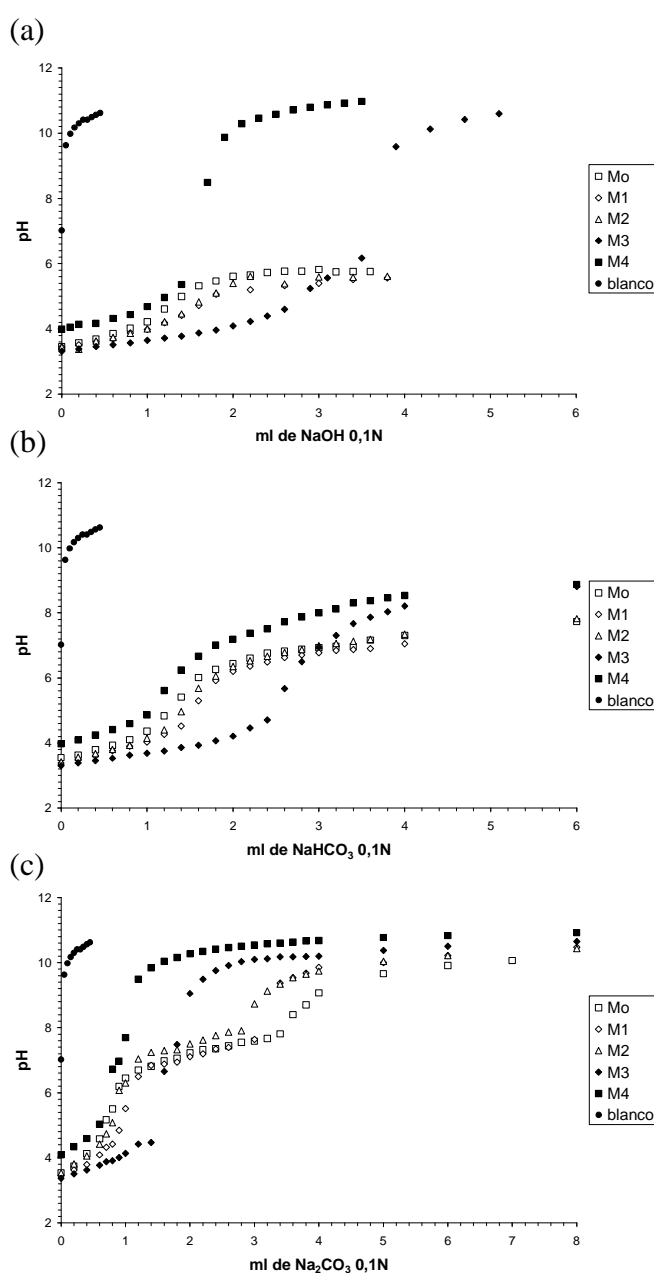 (a)
12
10
8
6
4
2
pH
0 1 2 3 4 5 6
ml de NaOH 0,1N
Mo
M1
M2
M3
M4
blanco
(b)
12
10
8
6
4
2
pH
0 1 2 3 4 5 6
ml de NaHCO₃ 0,1N
Mo
M1
M2
M3
M4
blanco
(c)
12
10
8
6
4
2
pH
0 1 2 3 4 5 6 7 8
ml de Na₂CO₃ 0,1N
Mo
M1
M2
M3
M4
blanco